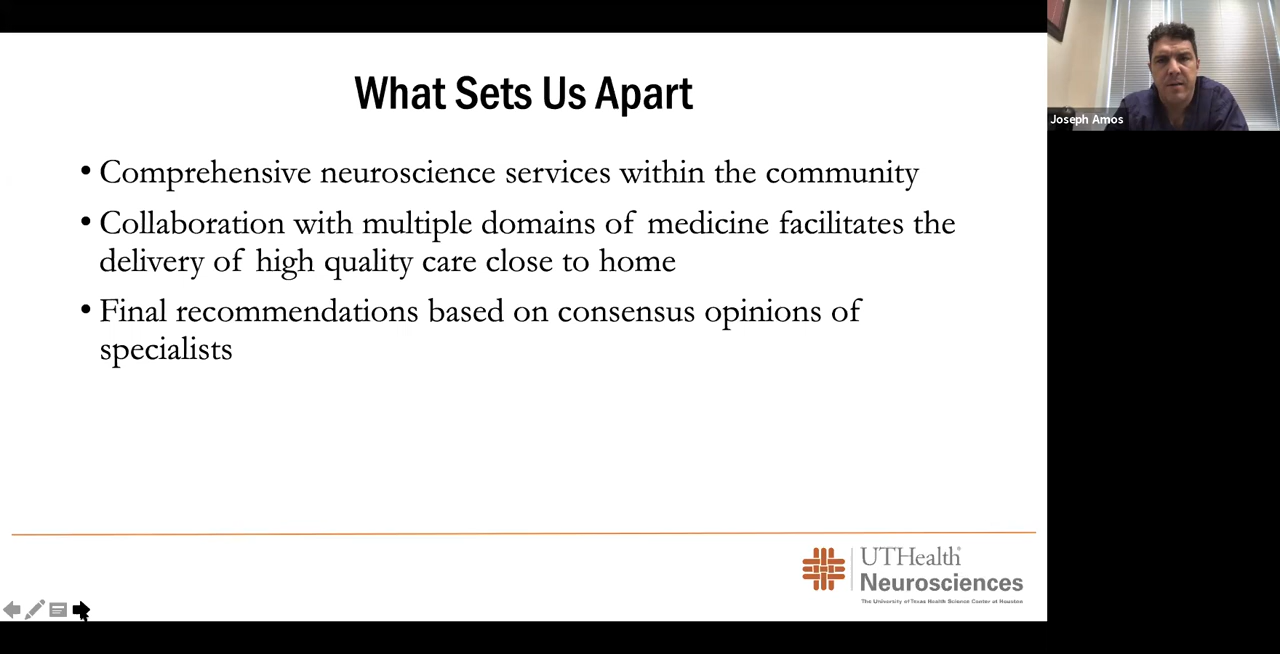 What Sets Us Apart
• Comprehensive neuroscience services within the community
• Collaboration with multiple domains of medicine facilitates the
delivery of high quality care close to home
• Final recommendations based on consensus opinions of
specialists
Joseph Amos
UTHealth®
Neurosciences
The University of Texas Health Science Center at Houston